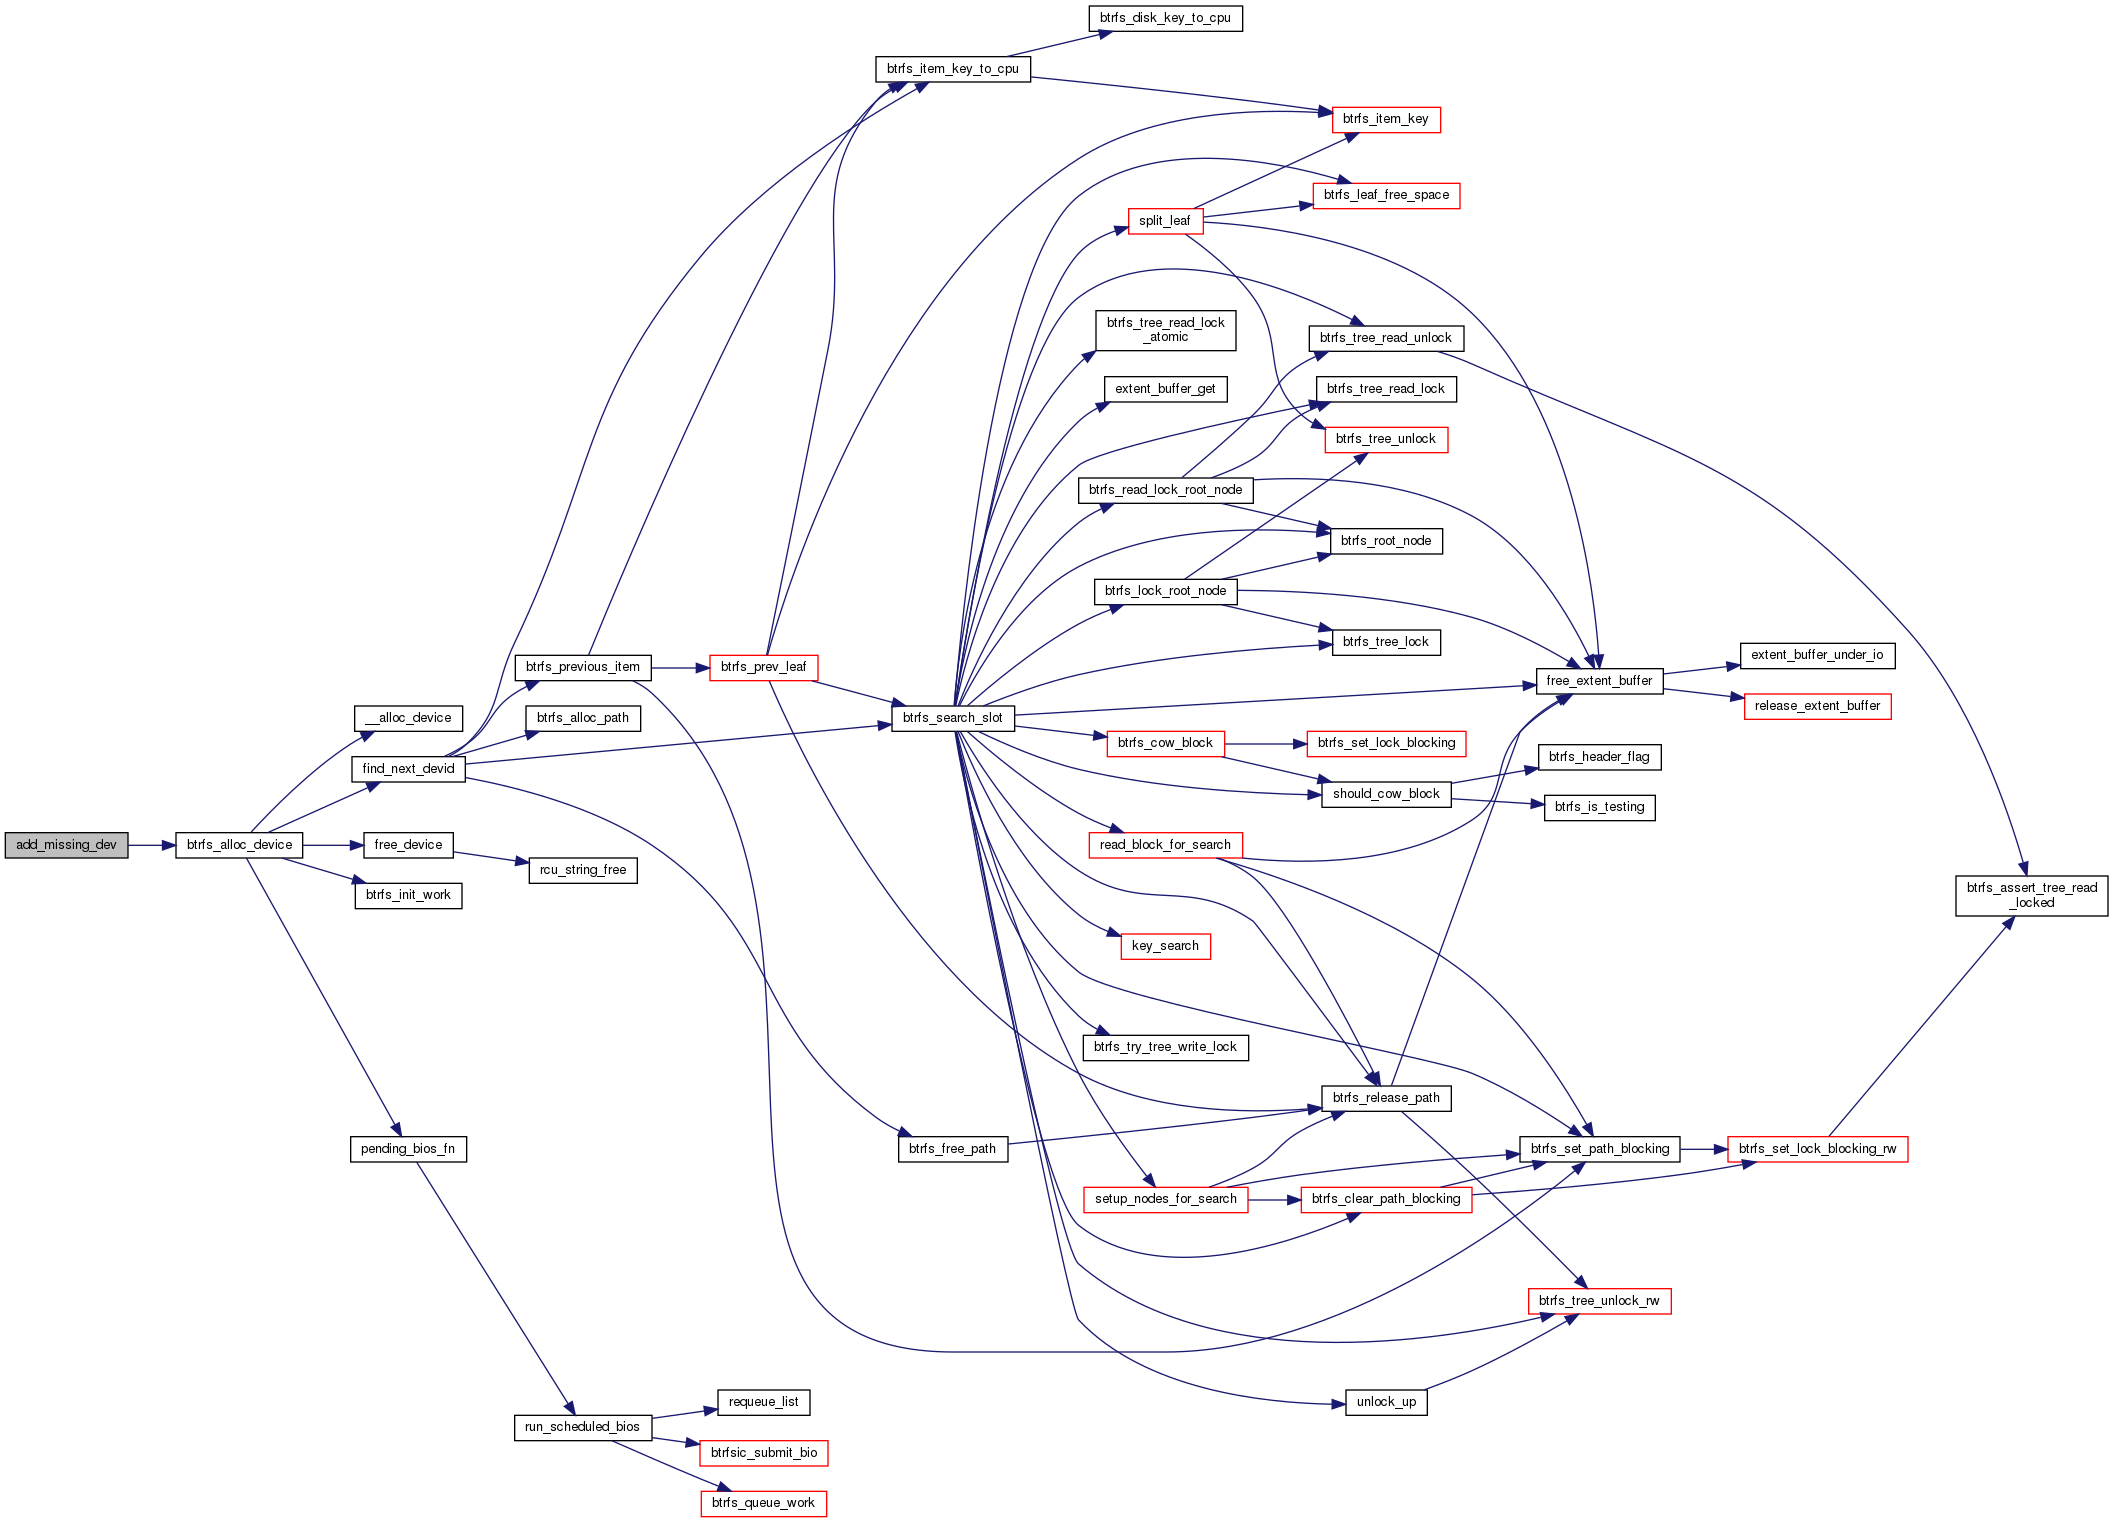 btrfs_disk_key_to_cpu
btrfs_item_key_to_cpu
btrfs_item_key
btrfs_leaf_free_space
split_leaf
btrfs_tree_read_lock
_atomic
btrfs_tree_read_unlock
extent_buffer_get
btrfs_tree_read_lock
btrfs_tree_unlock
btrfs_read_lock_root_node
btrfs_root_node
btrfs_lock_root_node
btrfs_tree_lock
btrfs_previous_item
btrfs_prev_leaf
free_extent_buffer
extent_buffer_under_io
release_extent_buffer
__alloc_device
btrfs_alloc_path
btrfs_search_slot
btrfs_cow_block
btrfs_set_lock_blocking
btrfs_header_flag
find_next_devid
should_cow_block
btrfs_is_testing
add_missing_dev
btrfs_alloc_device
free_device
read_block_for_search
rcu_string_free
btrfs_init_work
btrfs_assert_tree_read
_locked
key_search
btrfs_try_tree_write_lock
btrfs_release_path
pending_bios_fn
btrfs_free_path
btrfs_set_path_blocking
btrfs_set_lock_blocking_rw
setup_nodes_for_search
btrfs_clear_path_blocking
btrfs_tree_unlock_rw
requeue_list
unlock_up
run_scheduled_bios
btrfsic_submit_bio
btrfs_queue_work